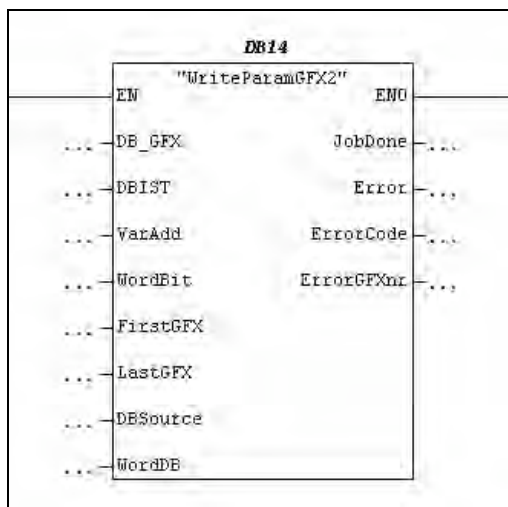 DB14
"WriteParamGFX2"
EN ENO
... DB_GFX JobDone ...
... DBIST Error ...
... VarAdd ErrorCode ...
... WordBit ErrorGFXnr ...
... FirstGFX
... LastGFX
... DBSource
... WordDB